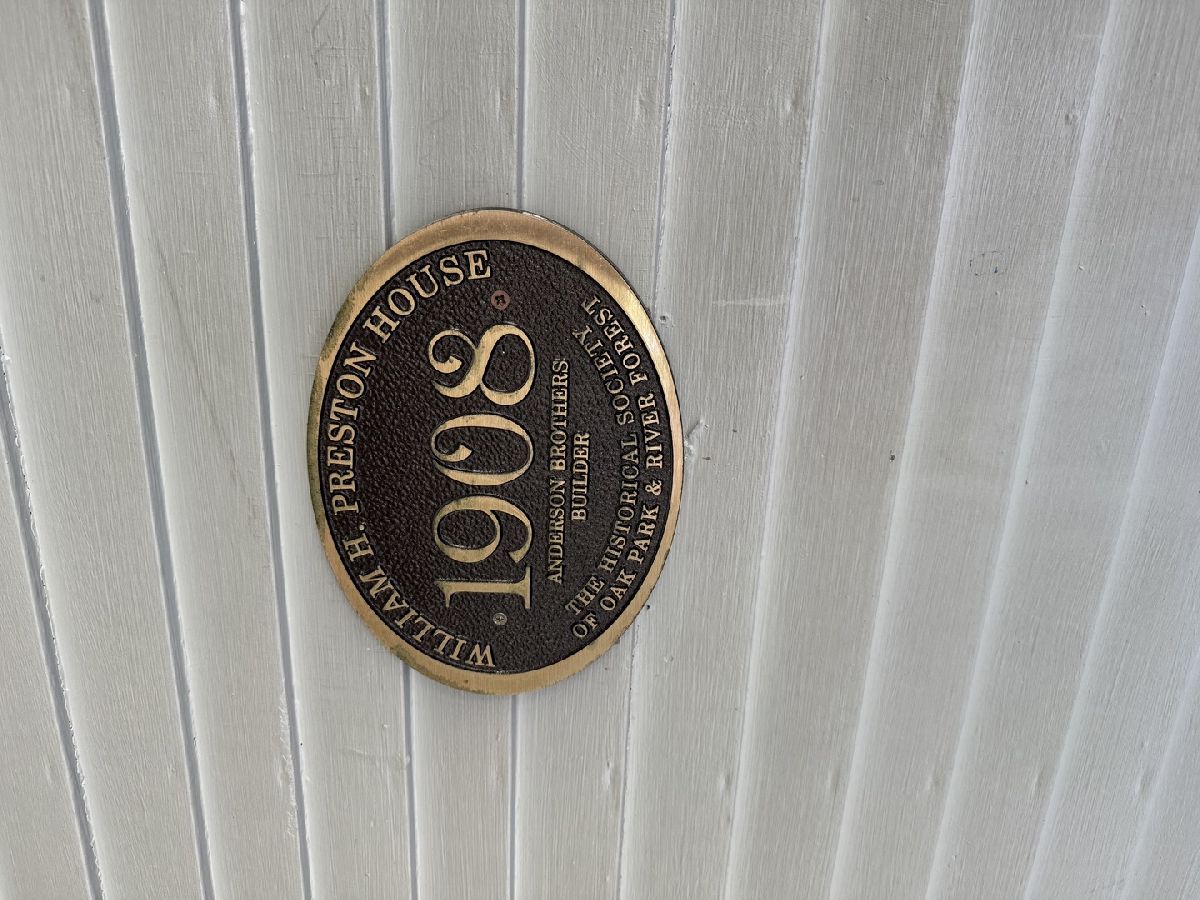 WILLIAM H. PRESTON HOUSE
1908
ANDERSON BROTHERS
BUILDER
THE HISTORICAL SOCIETY
OF OAK PARK & RIVER FOREST